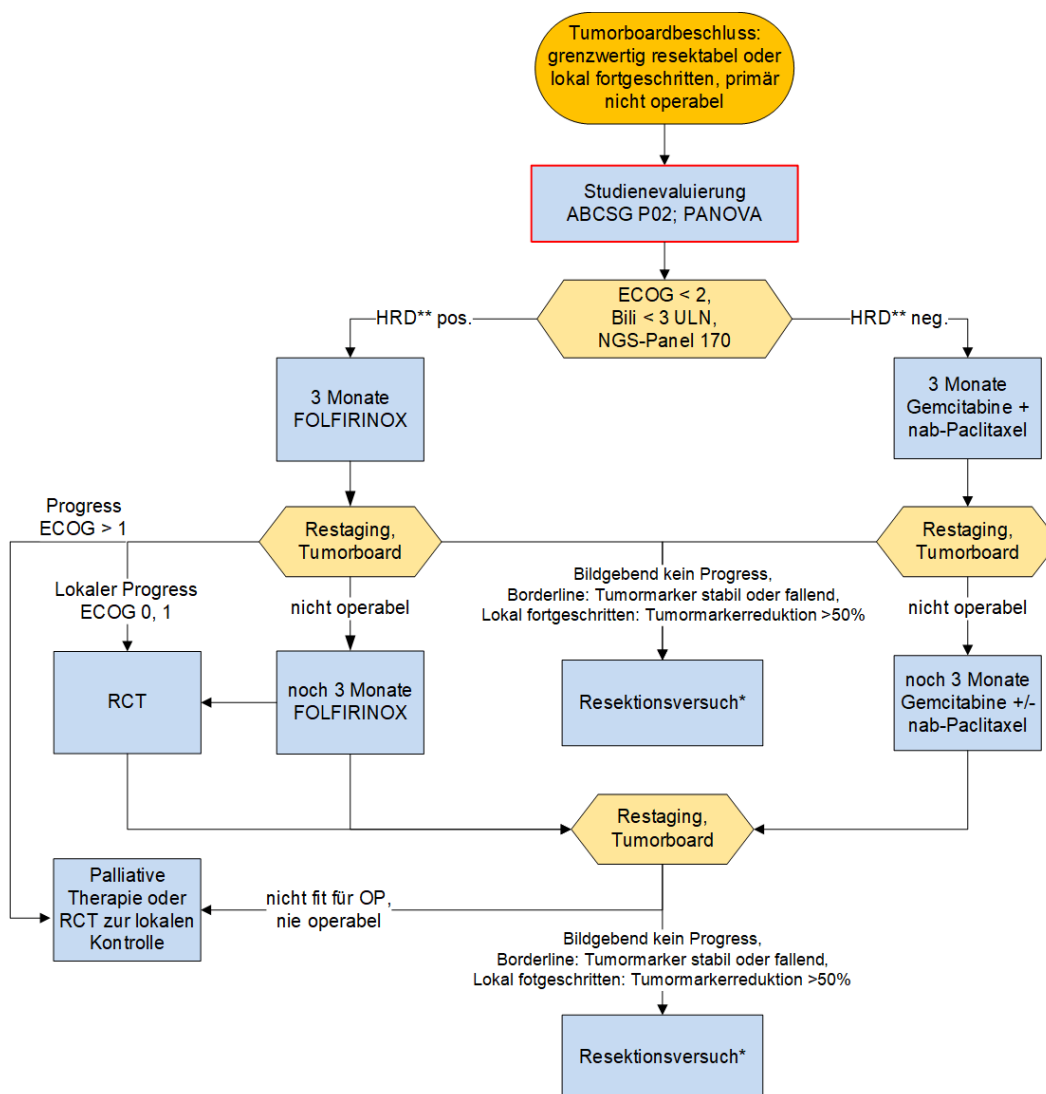 Tumorboardbeschluss:
grenzwertig resektabel oder
lokal fortgeschritten, primär
nicht operabel
Studienevaluierung
ABCSG P02; PANOVA
ECOG < 2,
Bili < 3 ULN,
NGS-Panel 170
HRD** pos.
HRD** neg.
3 Monate
FOLFIRINOX
3 Monate
Gemcitabine +
nab-Paclitaxel
Progress
ECOG > 1
Restaging,
Tumorboard
Restaging,
Tumorboard
Lokaler Progress
ECOG 0, 1
nicht operabel
Bildgebend kein Progress,
Borderline: Tumormarker stabil oder fallend,
Lokal fortgeschritten: Tumormarkerreduktion >50%
nicht operabel
RCT
noch 3 Monate
FOLFIRINOX
Resektionsversuch*
noch 3 Monate
Gemcitabine +/-
nab-Paclitaxel
Restaging,
Tumorboard
Palliative
Therapie oder
RCT zur lokalen
Kontrolle
nicht fit für OP,
nie operabel
Bildgebend kein Progress,
Borderline: Tumormarker stabil oder fallend,
Lokal fotgeschritten: Tumormarkerreduktion >50%
Resektionsversuch*